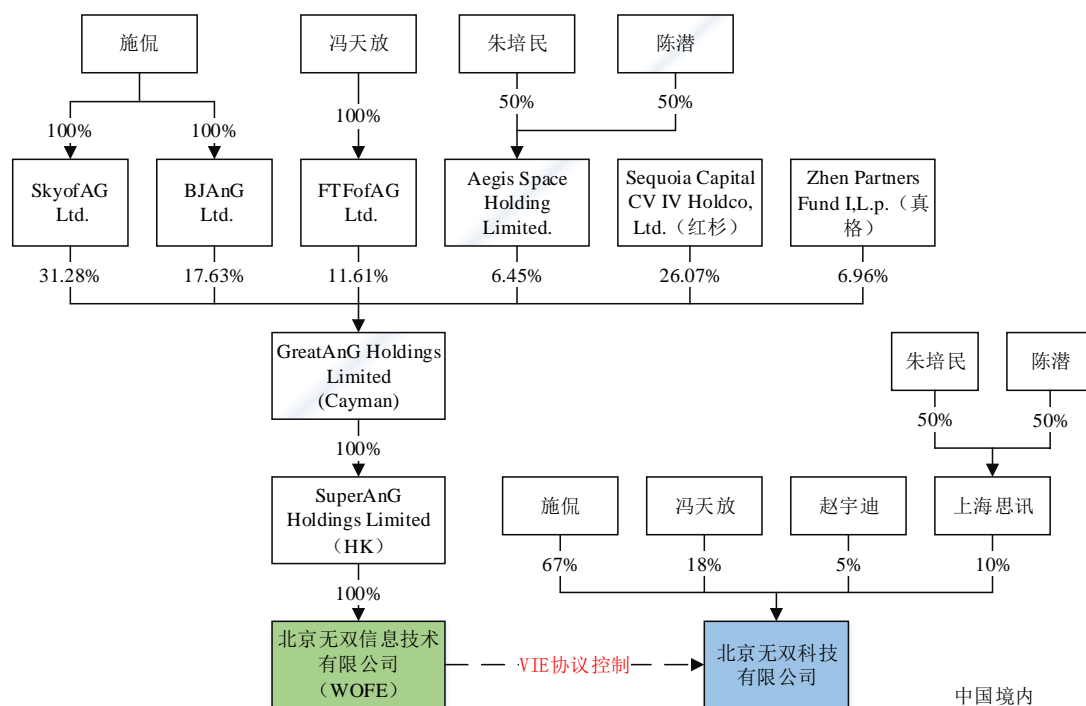 施侃
冯天放
朱培民
陈潜
100%
100%
100%
50%
50%
SkyofAG
Ltd.
BJAnG
Ltd.
FTFofAG
Ltd.
Aegis Space
Holding
Limited.
Sequoia Capital
CV IV Holdco,
Ltd.（红杉）
Zhen Partners
Fund I,L.p.（真
格）
31.28%
17.63%
11.61%
6.45%
26.07%
6.96%
GreatAnG Holdings
Limited
(Cayman)
朱培民
陈潜
100%
50%
50%
SuperAnG
Holdings Limited
（HK）
施侃
冯天放
赵宇迪
上海思讯
100%
67%
18%
5%
10%
北京无双信息技术
有限公司
（WOFE）
VIE协议控制
北京无双科技
有限公司
中国境内